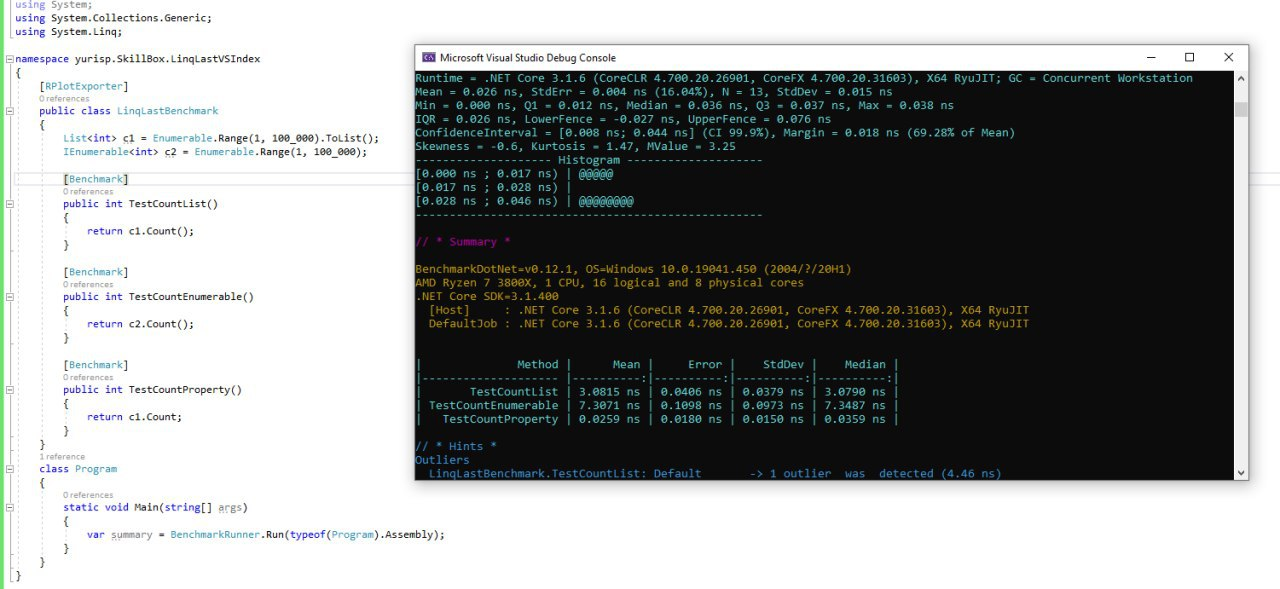 using System;
using System.Collections.Generic;
using System.Linq;
namespace yurisp.SkillBox.LinqLastVSIndex
{
[RPlotExporter]
0 references
public class LinqLastBenchmark
{
List<int> c1 = Enumerable.Range(1, 100_000).ToList();
IEnumerable<int> c2 = Enumerable.Range(1, 100_000);
[Benchmark]
0 references
public int TestCountList()
{
return c1.Count();
}
[Benchmark]
0 references
public int TestCountEnumerable()
{
return c2.Count();
}
[Benchmark]
0 references
public int TestCountProperty()
{
return c1.Count;
}
}
1 reference
class Program
{
0 references
static void Main(string[] args)
{
var summary = BenchmarkRunner.Run(typeof(Program).Assembly);
}
}
}
Microsoft Visual Studio Debug Console
Runtime = .NET Core 3.1.6 (CoreCLR 4.700.20.26901, CoreFX 4.700.20.31603), X64 RyuJIT; GC = Concurrent Workstation
Mean = 0.026 ns, StdErr = 0.004 ns (16.04%), N = 13, StdDev = 0.015 ns
Min = 0.000 ns, Q1 = 0.012 ns, Median = 0.036 ns, Q3 = 0.037 ns, Max = 0.038 ns
IQR = 0.026 ns, LowerFence = -0.027 ns, UpperFence = 0.076 ns
ConfidenceInterval = [0.008 ns; 0.044 ns] (CI 99.9%), Margin = 0.018 ns (69.28% of Mean)
Skewness = -0.6, Kurtosis = 1.47, MValue = 3.25
------------------- Histogram -------------------
[0.000 ns ; 0.017 ns) | @@@@@
[0.017 ns ; 0.028 ns) |
[0.028 ns ; 0.046 ns) | @@@@@@@@
-------------------------------------------------
// * Summary *
BenchmarkDotNet=v0.12.1, OS=Windows 10.0.19041.450 (2004/?/20H1)
AMD Ryzen 7 3800X, 1 CPU, 16 logical and 8 physical cores
.NET Core SDK=3.1.400
[Host] : .NET Core 3.1.6 (CoreCLR 4.700.20.26901, CoreFX 4.700.20.31603), X64 RyuJIT
DefaultJob : .NET Core 3.1.6 (CoreCLR 4.700.20.26901, CoreFX 4.700.20.31603), X64 RyuJIT
| Method | Mean | Error | StdDev | Median |
|-------------------- |----------:|----------:|----------:|----------:|
| TestCountList | 3.0815 ns | 0.0406 ns | 0.0379 ns | 3.0790 ns |
| TestCountEnumerable | 7.3071 ns | 0.1098 ns | 0.0973 ns | 7.3487 ns |
| TestCountProperty | 0.0259 ns | 0.0180 ns | 0.0150 ns | 0.0359 ns |
// * Hints *
Outliers
LinqLastBenchmark.TestCountList: Default -> 1 outlier was detected (4.46 ns)